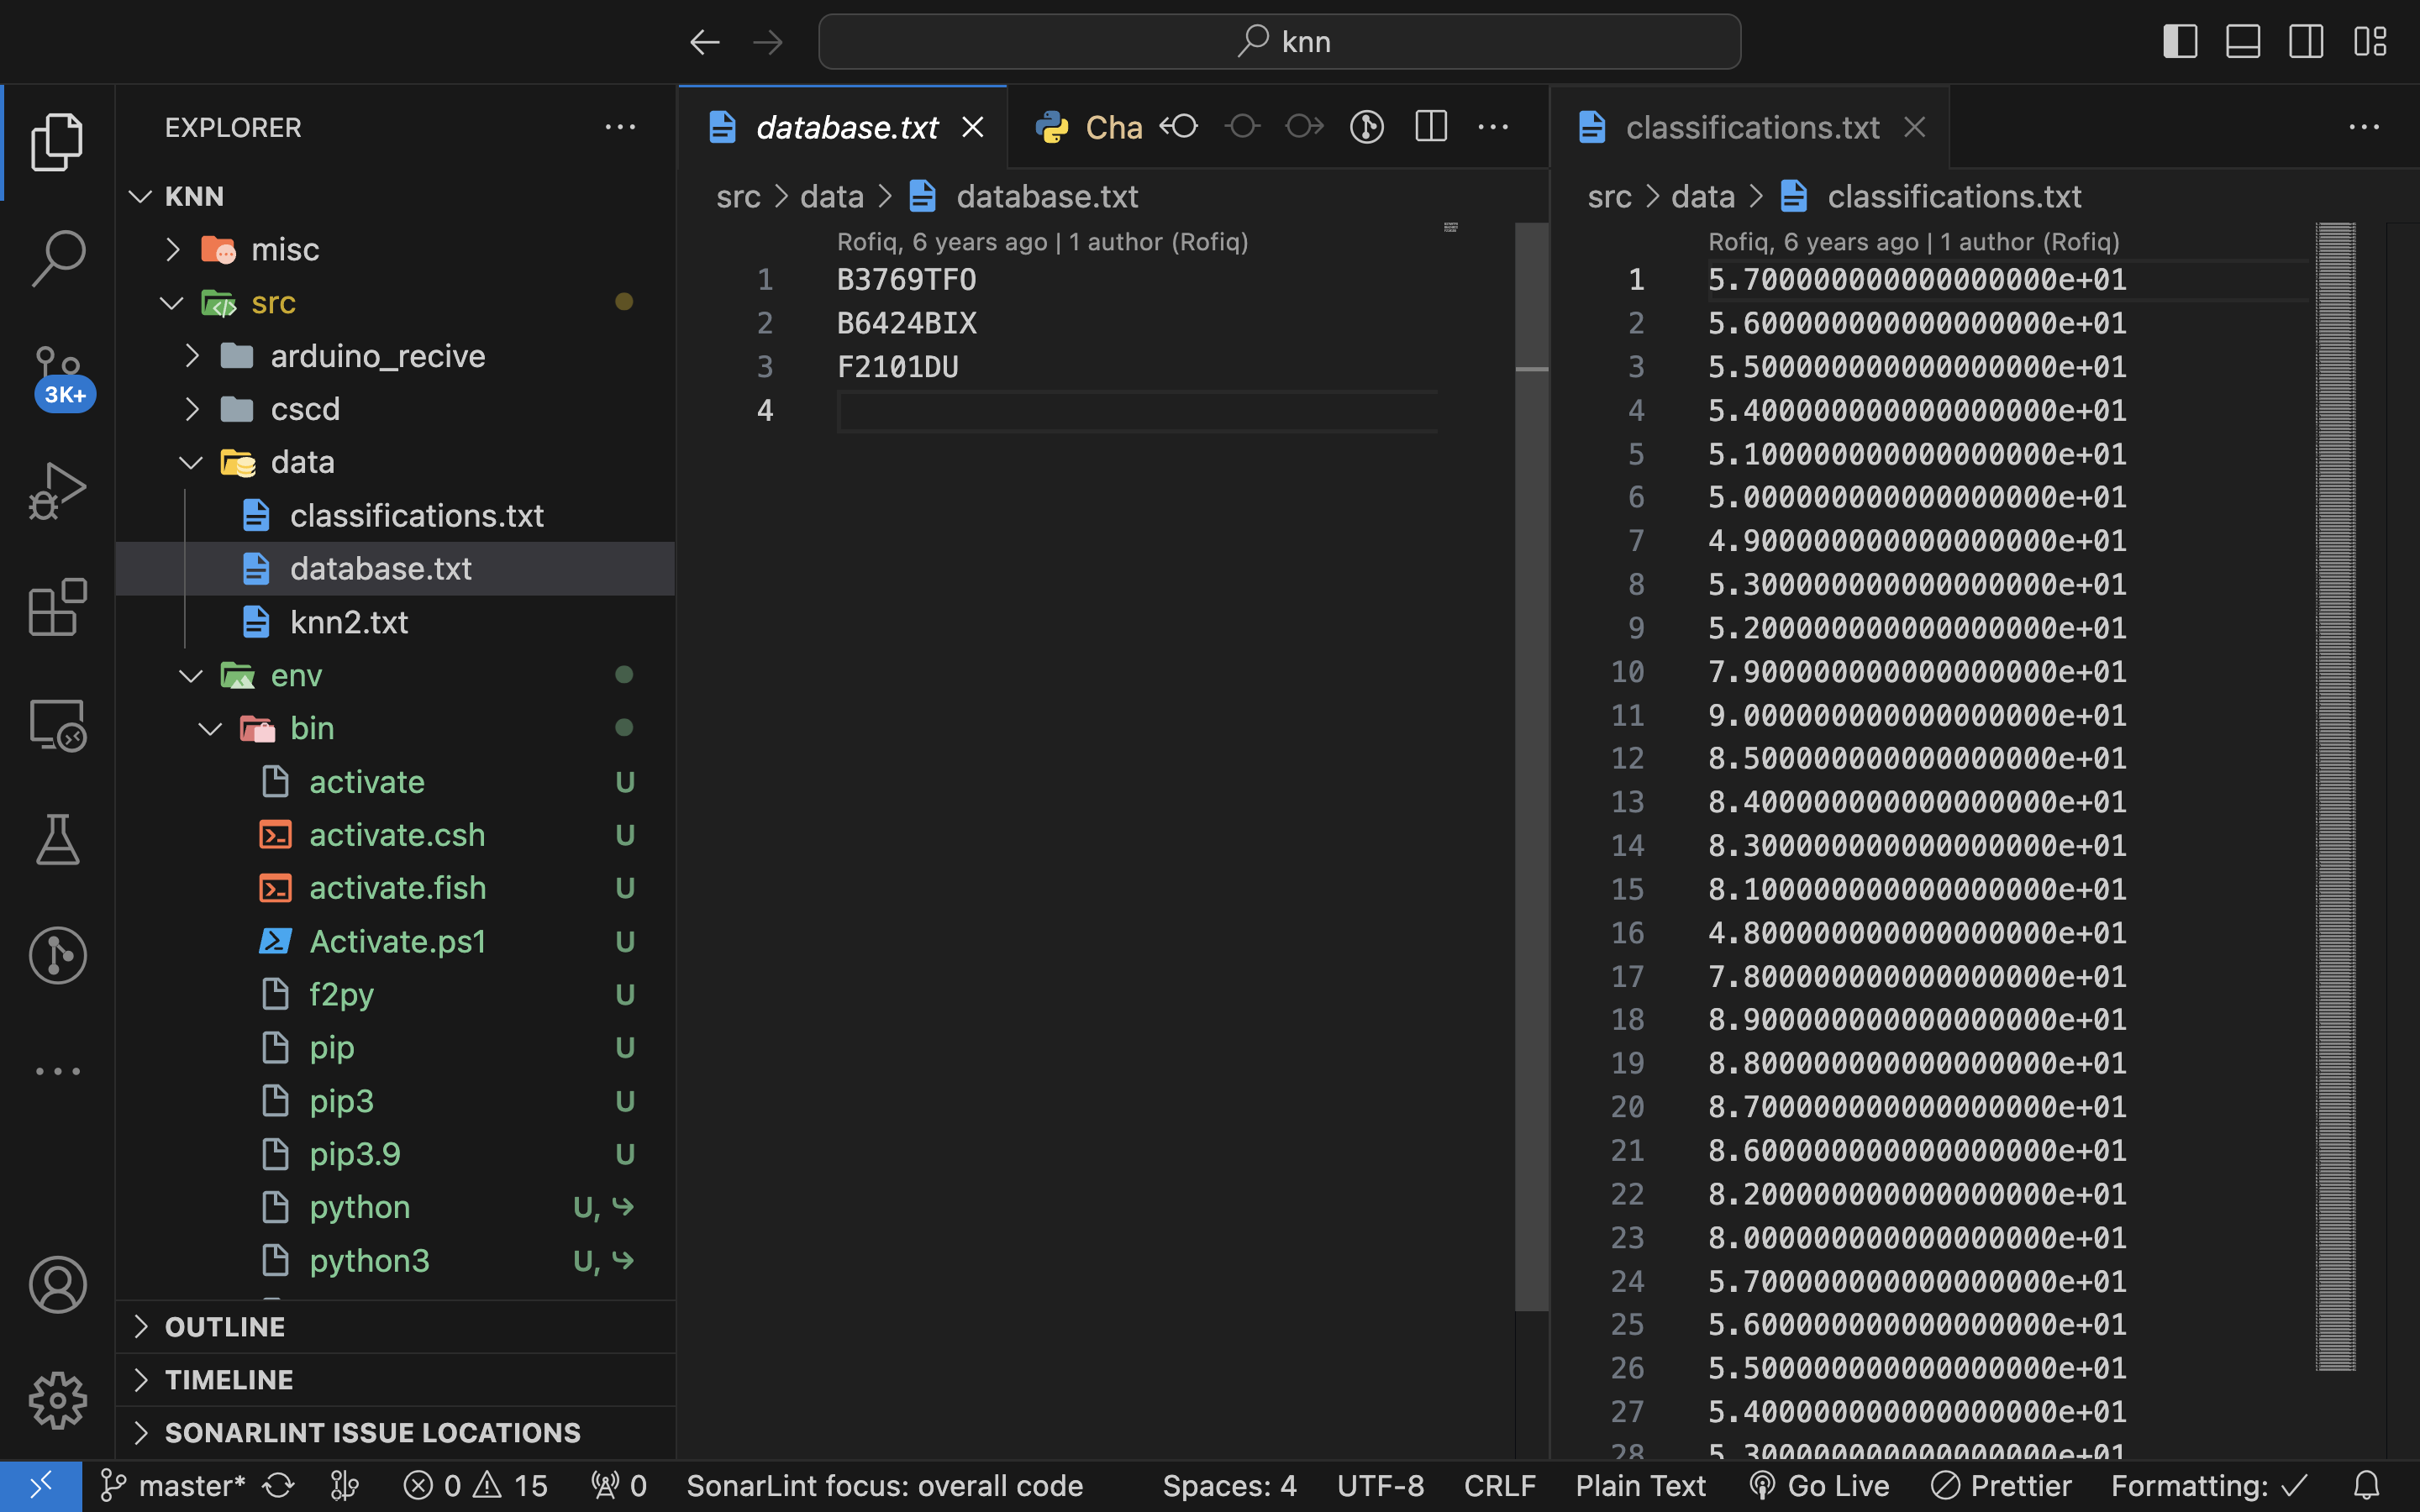 knn
EXPLORER
KNN
misc
src
arduino_recive
cscd
data
classifications.txt
database.txt
knn2.txt
env
bin
activate U
activate.csh U
activate.fish U
Activate.ps1 U
f2py U
pip U
pip3 U
pip3.9 U
python U,
python3 U,
OUTLINE
TIMELINE
SONARLINT ISSUE LOCATIONS
3K+
database.txt
Cha
src > data > database.txt
Rofiq, 6 years ago | 1 author (Rofiq)
1 B3769TFO
2 B6424BIX
3 F2101DU
4
classifications.txt
src > data > classifications.txt
Rofiq, 6 years ago | 1 author (Rofiq)
1 5.700000000000000000e+01
2 5.600000000000000000e+01
3 5.500000000000000000e+01
4 5.400000000000000000e+01
5 5.100000000000000000e+01
6 5.000000000000000000e+01
7 4.900000000000000000e+01
8 5.300000000000000000e+01
9 5.200000000000000000e+01
10 7.900000000000000000e+01
11 9.000000000000000000e+01
12 8.500000000000000000e+01
13 8.400000000000000000e+01
14 8.300000000000000000e+01
15 8.100000000000000000e+01
16 4.800000000000000000e+01
17 7.800000000000000000e+01
18 8.900000000000000000e+01
19 8.800000000000000000e+01
20 8.700000000000000000e+01
21 8.600000000000000000e+01
22 8.200000000000000000e+01
23 8.000000000000000000e+01
24 5.700000000000000000e+01
25 5.600000000000000000e+01
26 5.500000000000000000e+01
27 5.400000000000000000e+01
28 5.300000000000000000e+01
master* 0 15 0 SonarLint focus: overall code Spaces: 4 UTF-8 CRLF Plain Text Go Live Prettier Formatting: